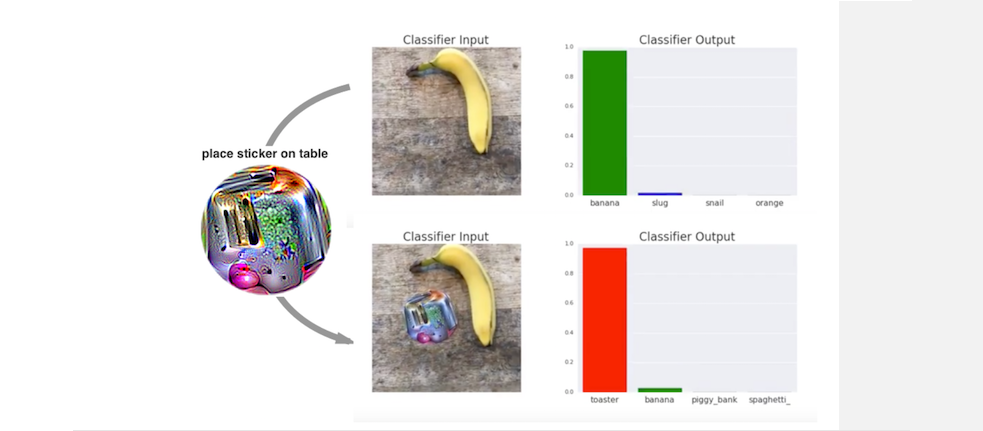 Classifier Input
Classifier Output
1.0
0.8
0.6
0.4
0.2
0.0
banana slug snail orange
place sticker on table
Classifier Input
Classifier Output
1.0
0.8
0.6
0.4
0.2
0.0
toaster banana piggy_bank spaghetti_